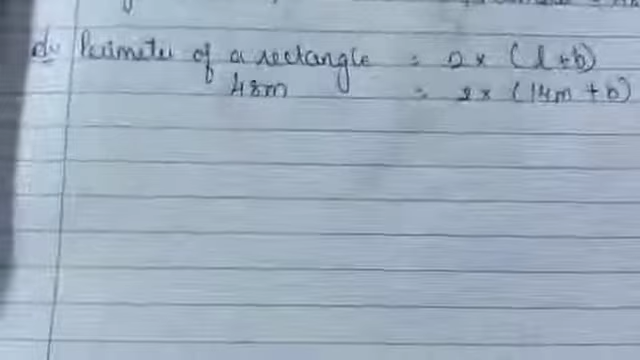 d. Perimeter of a rectangle = 2 × (l+b)
48m = 2 × (14m + b)